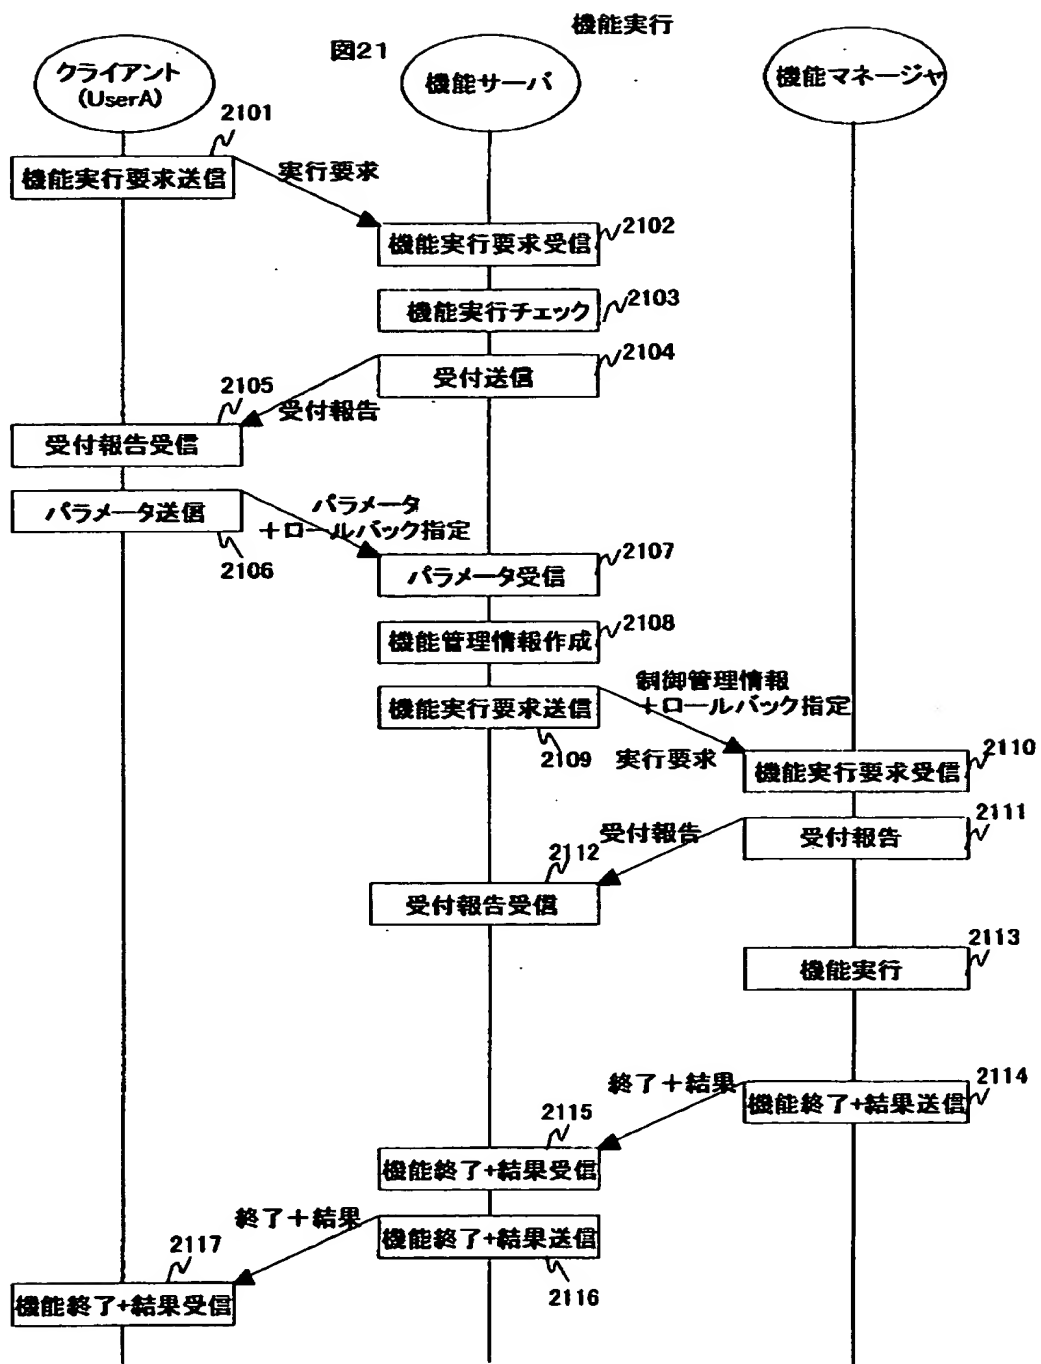 機能実行
図21
クライアント
(UserA)
機能サーバ
機能マネージャ
2101
機能実行要求送信
実行要求
2102
機能実行要求受信
2103
機能実行チェック
2104
受付送信
2105
受付報告
受付報告受信
パラメータ送信
2106
パラメータ
+ロールバック指定
2107
パラメータ受信
2108
機能管理情報作成
制御管理情報
+ロールバック指定
機能実行要求送信
2109
実行要求
2110
機能実行要求受信
2111
受付報告
受付報告
2112
受付報告受信
2113
機能実行
終了+結果
2114
機能終了+結果送信
2115
機能終了+結果受信
終了+結果
機能終了+結果送信
2116
2117
機能終了+結果受信